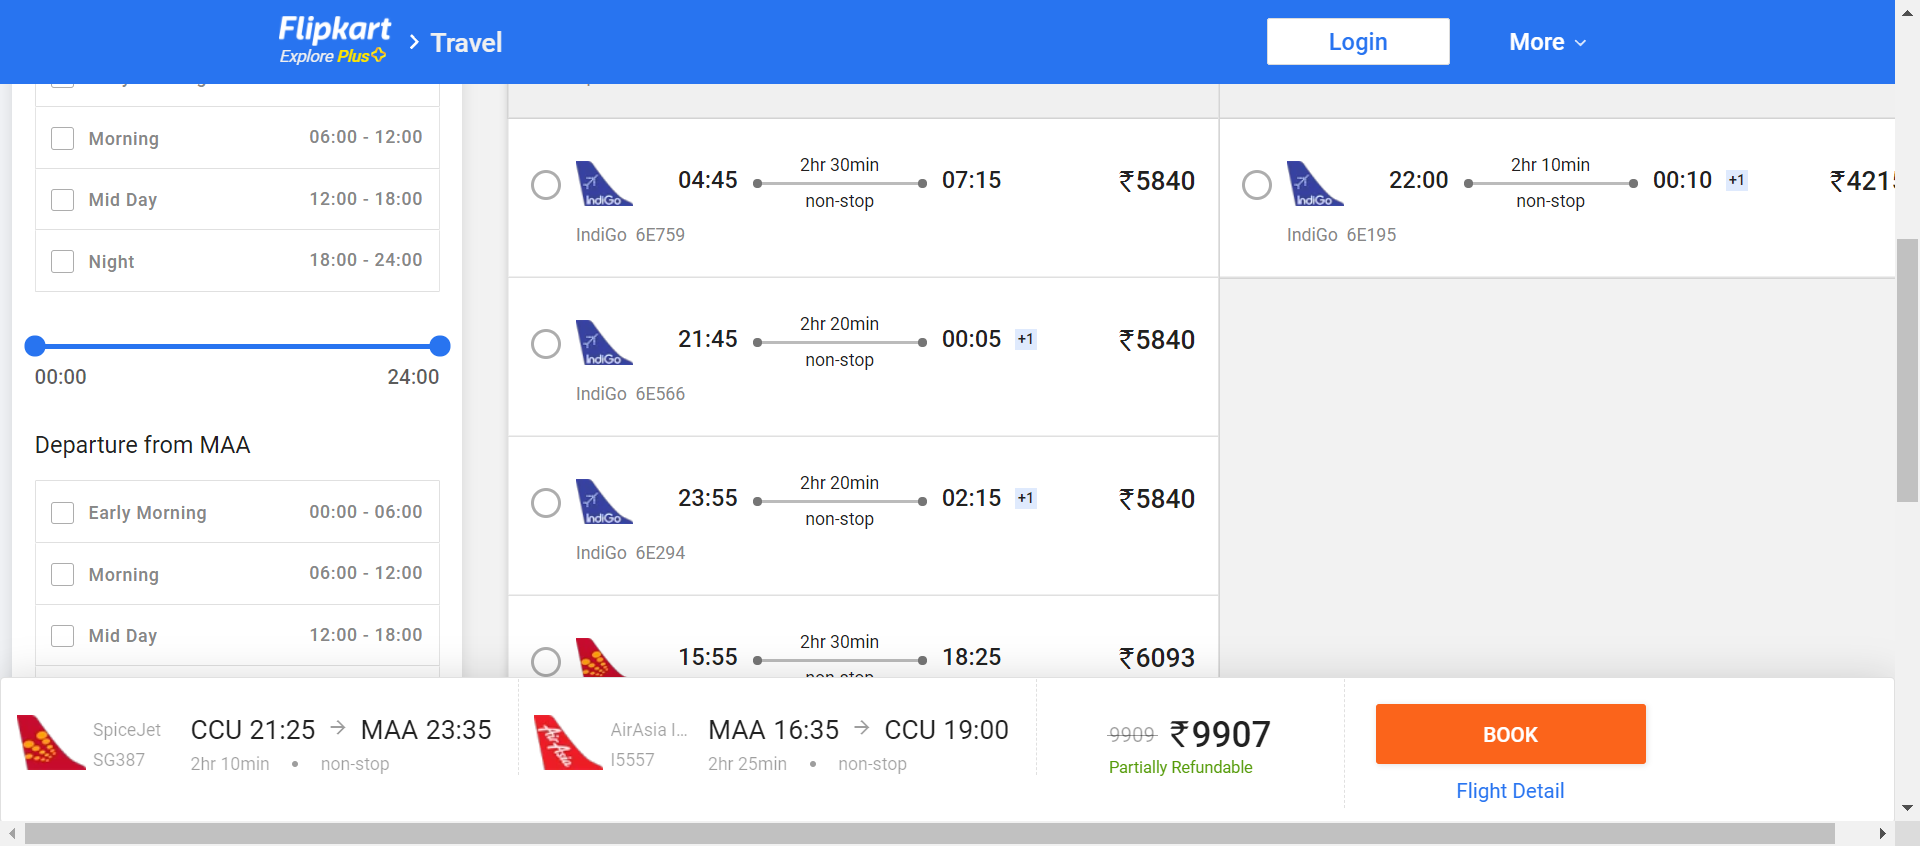 Flipkart
Explore Plus
Travel
Login
More
Morning 06:00 - 12:00
Mid Day 12:00 - 18:00
Night 18:00 - 24:00
00:00 24:00
Departure from MAA
Early Morning 00:00 - 06:00
Morning 06:00 - 12:00
Mid Day 12:00 - 18:00
IndiGo
04:45
2hr 30min
non-stop
07:15
₹5840
IndiGo 6E759
IndiGo
21:45
2hr 20min
non-stop
00:05 +1
₹5840
IndiGo 6E566
IndiGo
23:55
2hr 20min
non-stop
02:15 +1
₹5840
IndiGo 6E294
15:55
2hr 30min
non-stop
18:25
₹6093
IndiGo
22:00
2hr 10min
non-stop
00:10 +1
₹4215
IndiGo 6E195
SpiceJet
SG387
CCU 21:25 → MAA 23:35
2hr 10min • non-stop
AirAsia
AirAsia I...
I5557
MAA 16:35 → CCU 19:00
2hr 25min • non-stop
9909 ₹9907
Partially Refundable
BOOK
Flight Detail